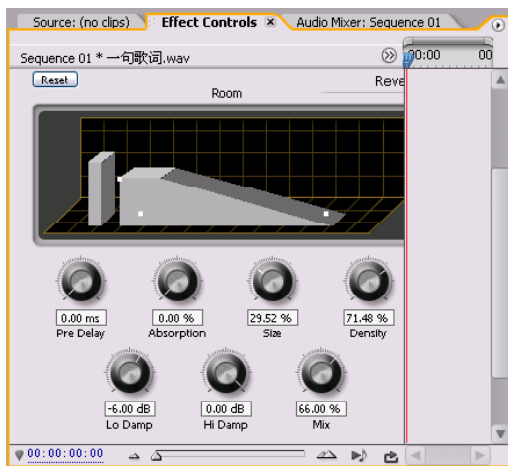 Source: (no clips) Effect Controls Audio Mixer: Sequence 01
Sequence 01 * 一句歌词.wav
00:00 00
Reset Reve
Room
0.00 ms 0.00 % 29.52 % 71.48 %
Pre Delay Absorption Size Density
-6.00 dB 0.00 dB 66.00 %
Lo Damp Hi Damp Mix
00:00:00:00